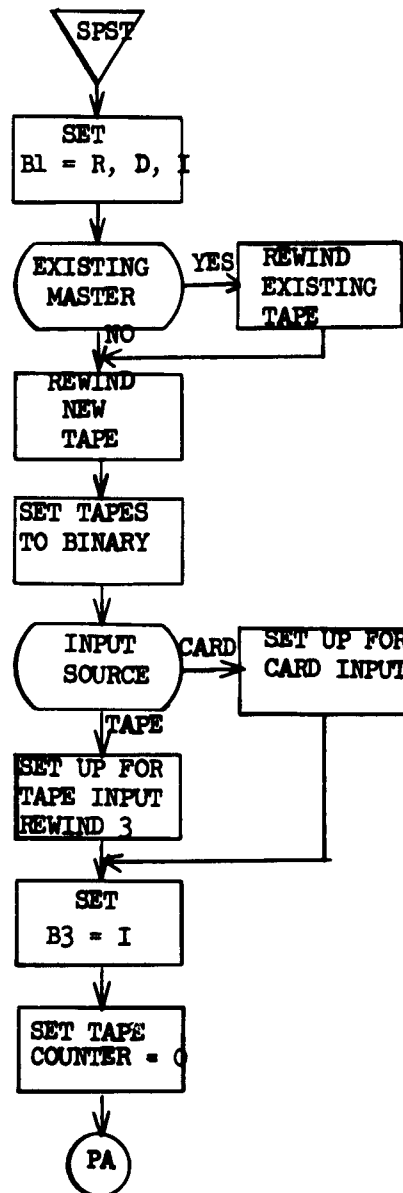 SPST
SET
B1 = R, D, I
EXISTING
MASTER
YES
REWIND
EXISTING
TAPE
NO
REWIND
NEW
TAPE
SET TAPES
TO BINARY
INPUT
SOURCE
CARD
SET UP FOR
CARD INPUT
TAPE
SET UP FOR
TAPE INPUT
REWIND 3
SET
B3 = I
SET TAPE
COUNTER = 0
PA